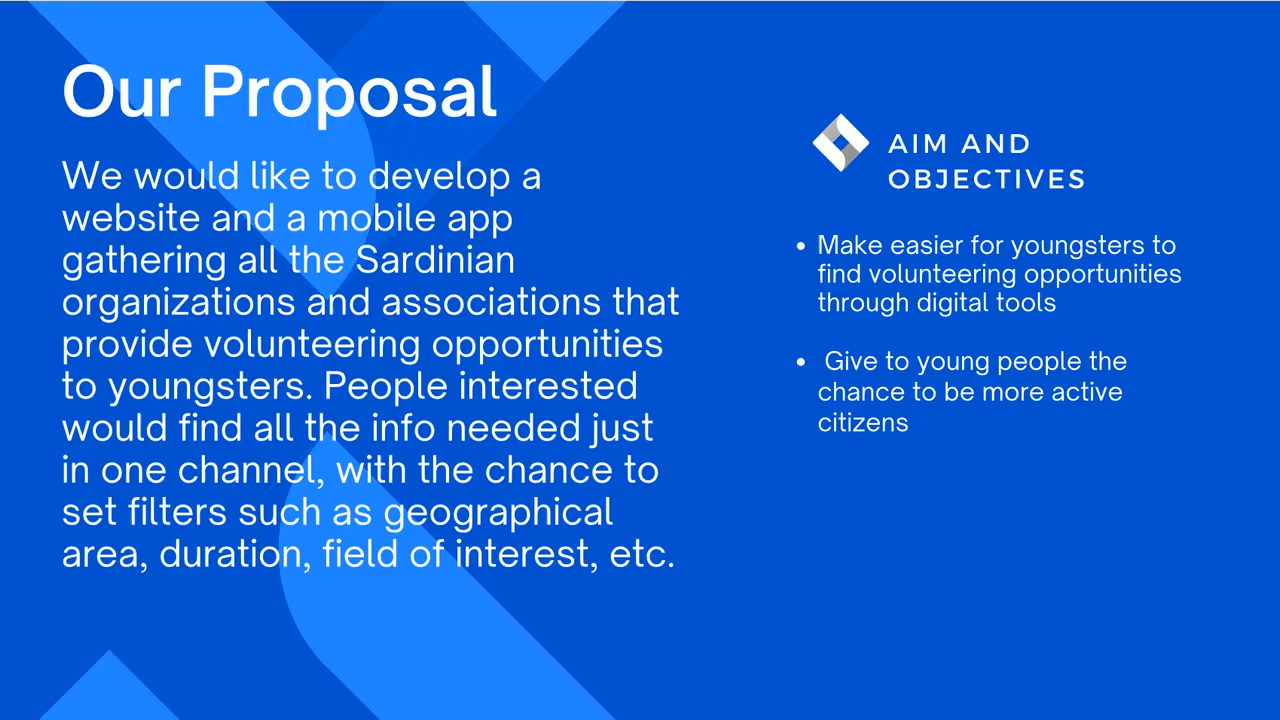 Our Proposal
We would like to develop a
website and a mobile app
gathering all the Sardinian
organizations and associations that
provide volunteering opportunities
to youngsters. People interested
would find all the info needed just
in one channel, with the chance to
set filters such as geographical
area, duration, field of interest, etc.
AIM AND
OBJECTIVES
• Make easier for youngsters to
find volunteering opportunities
through digital tools
• Give to young people the
chance to be more active
citizens